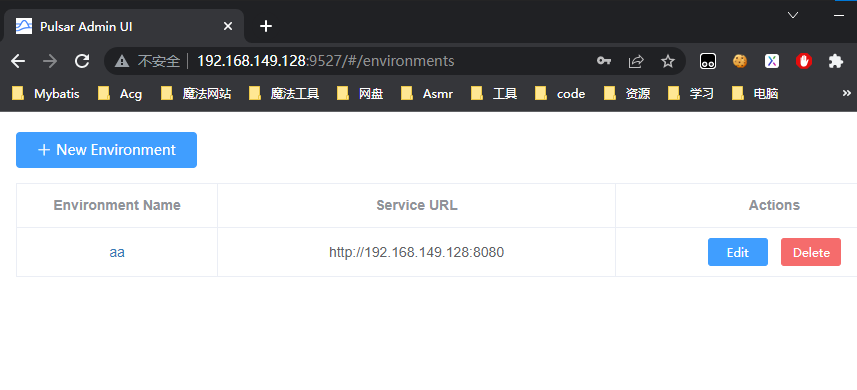 Pulsar Admin UI
不安全 192.168.149.128:9527/#/environments
Mybatis Acg 魔法网站 魔法工具 网盘 Asmr 工具 code 资源 学习 电脑
+ New Environment
Environment Name Service URL Actions
aa http://192.168.149.128:8080 Edit Delete